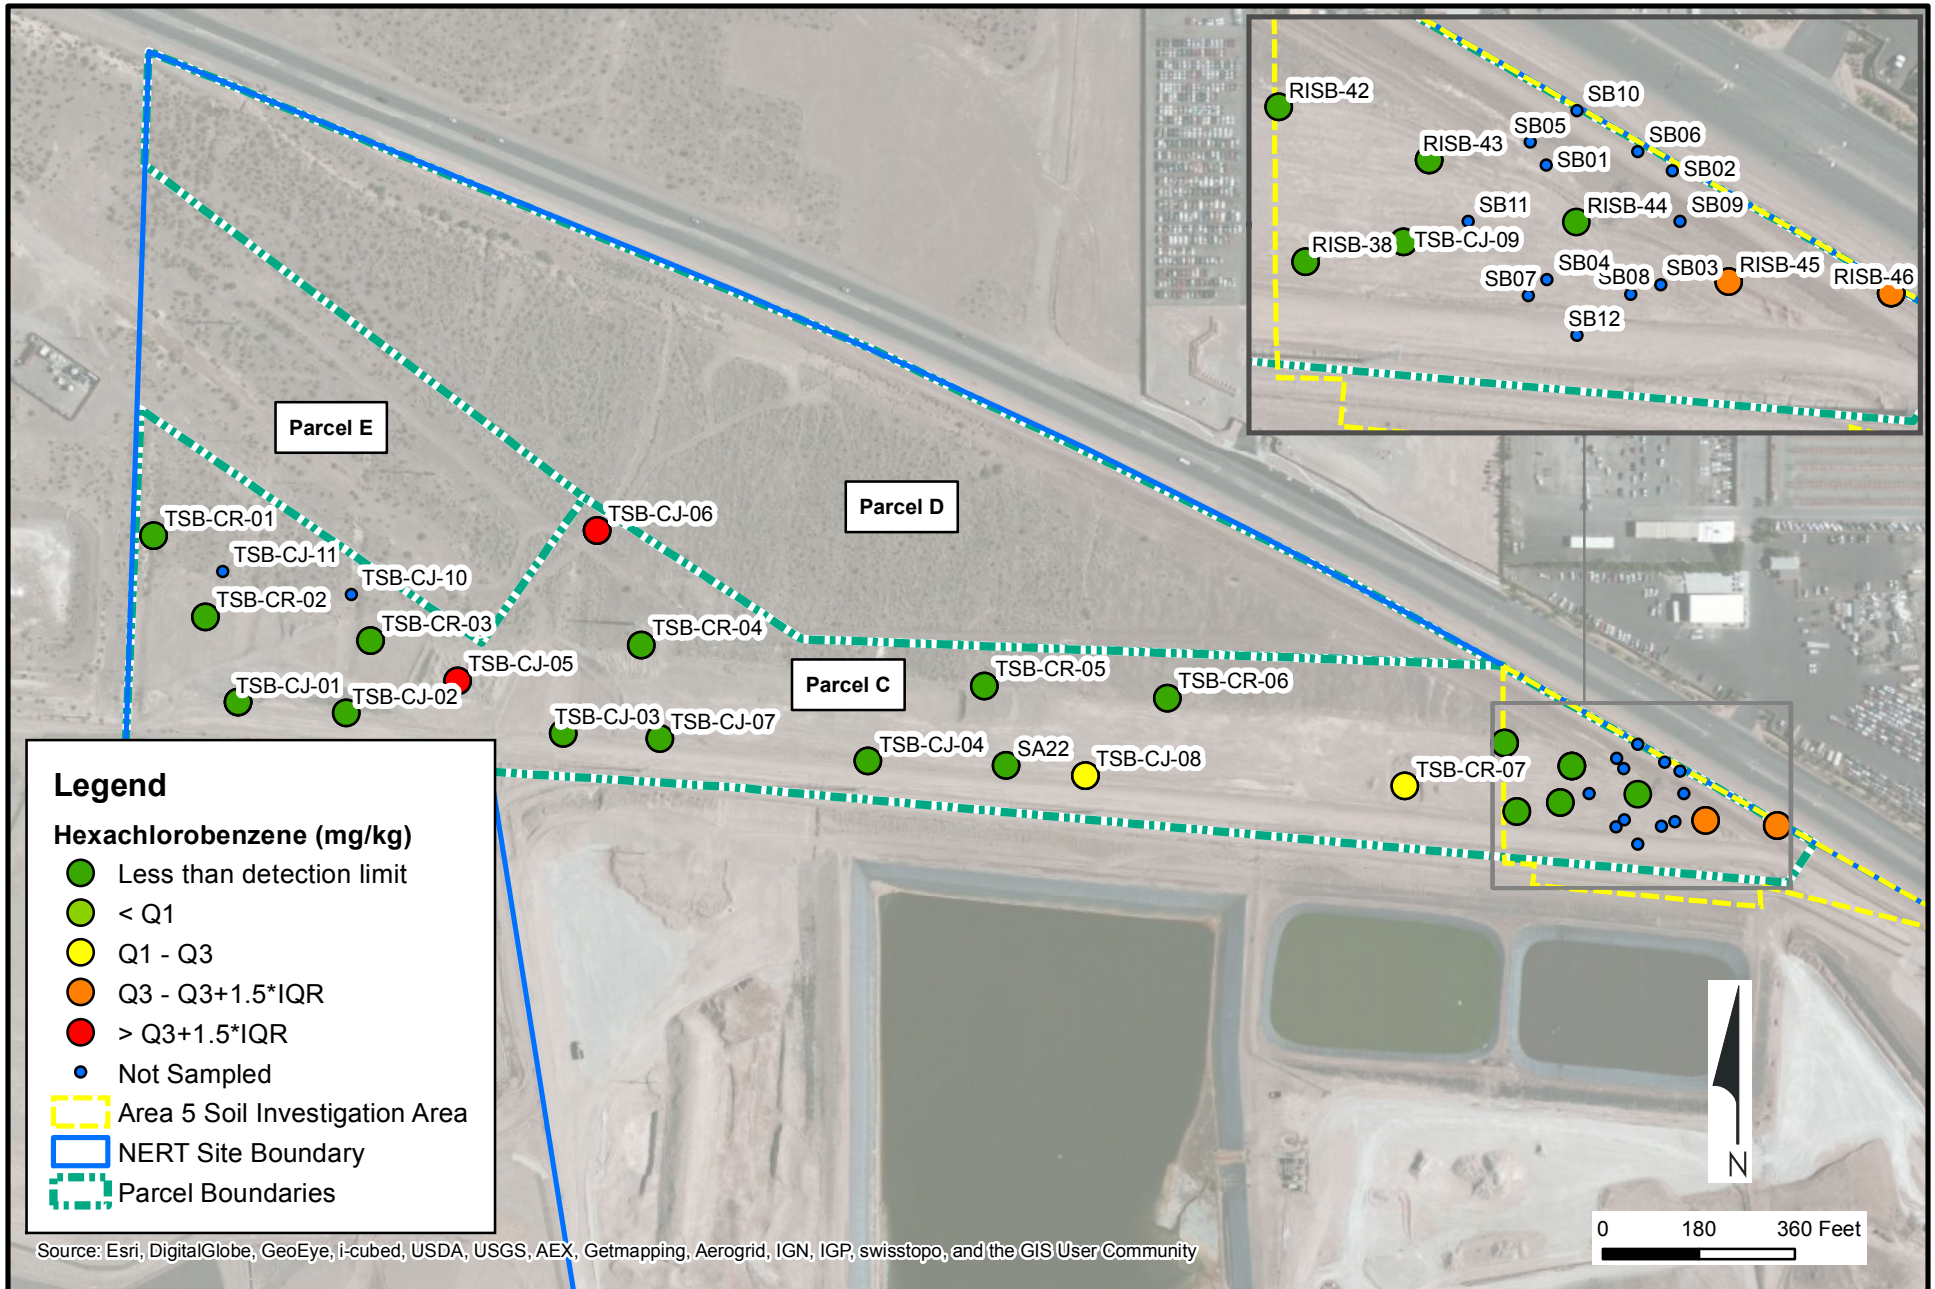 RISB-42
SB10
SB05
SB06
RISB-43
SB01
SB02
SB11
RISB-44
SB09
RISB-38
TSB-CJ-09
SB04
SB03
RISB-45
SB07
SB08
RISB-46
SB12
Parcel E
Parcel D
TSB-CJ-06
TSB-CR-01
TSB-CJ-11
TSB-CJ-10
TSB-CR-02
TSB-CR-03
TSB-CR-04
TSB-CJ-05
Parcel C
TSB-CR-05
TSB-CR-06
TSB-CJ-01
TSB-CJ-02
TSB-CJ-03
TSB-CJ-07
TSB-CJ-04
SA22
TSB-CJ-08
TSB-CR-07
Legend
Hexachlorobenzene (mg/kg)
Less than detection limit
< Q1
Q1 - Q3
Q3 - Q3+1.5*IQR
> Q3+1.5*IQR
Not Sampled
Area 5 Soil Investigation Area
NERT Site Boundary
Parcel Boundaries
N
0 180 360 Feet
Source: Esri, DigitalGlobe, GeoEye, i-cubed, USDA, USGS, AEX, Getmapping, Aerogrid, IGN, IGP, swisstopo, and the GIS User Community